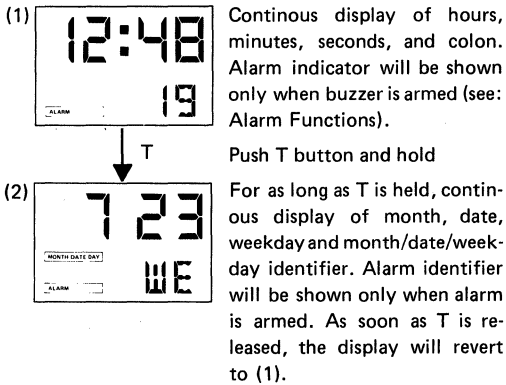 (1)
12:48
19
ALARM
Continous display of hours,
minutes, seconds, and colon.
Alarm indicator will be shown
only when buzzer is armed (see:
Alarm Functions).
T
Push T button and hold
(2)
7 23
MONTH DATE DAY
WE
ALARM
For as long as T is held, contin-
ous display of month, date,
weekday and month/date/week-
day identifier. Alarm identifier
will be shown only when alarm
is armed. As soon as T is re-
leased, the display will revert
to (1).